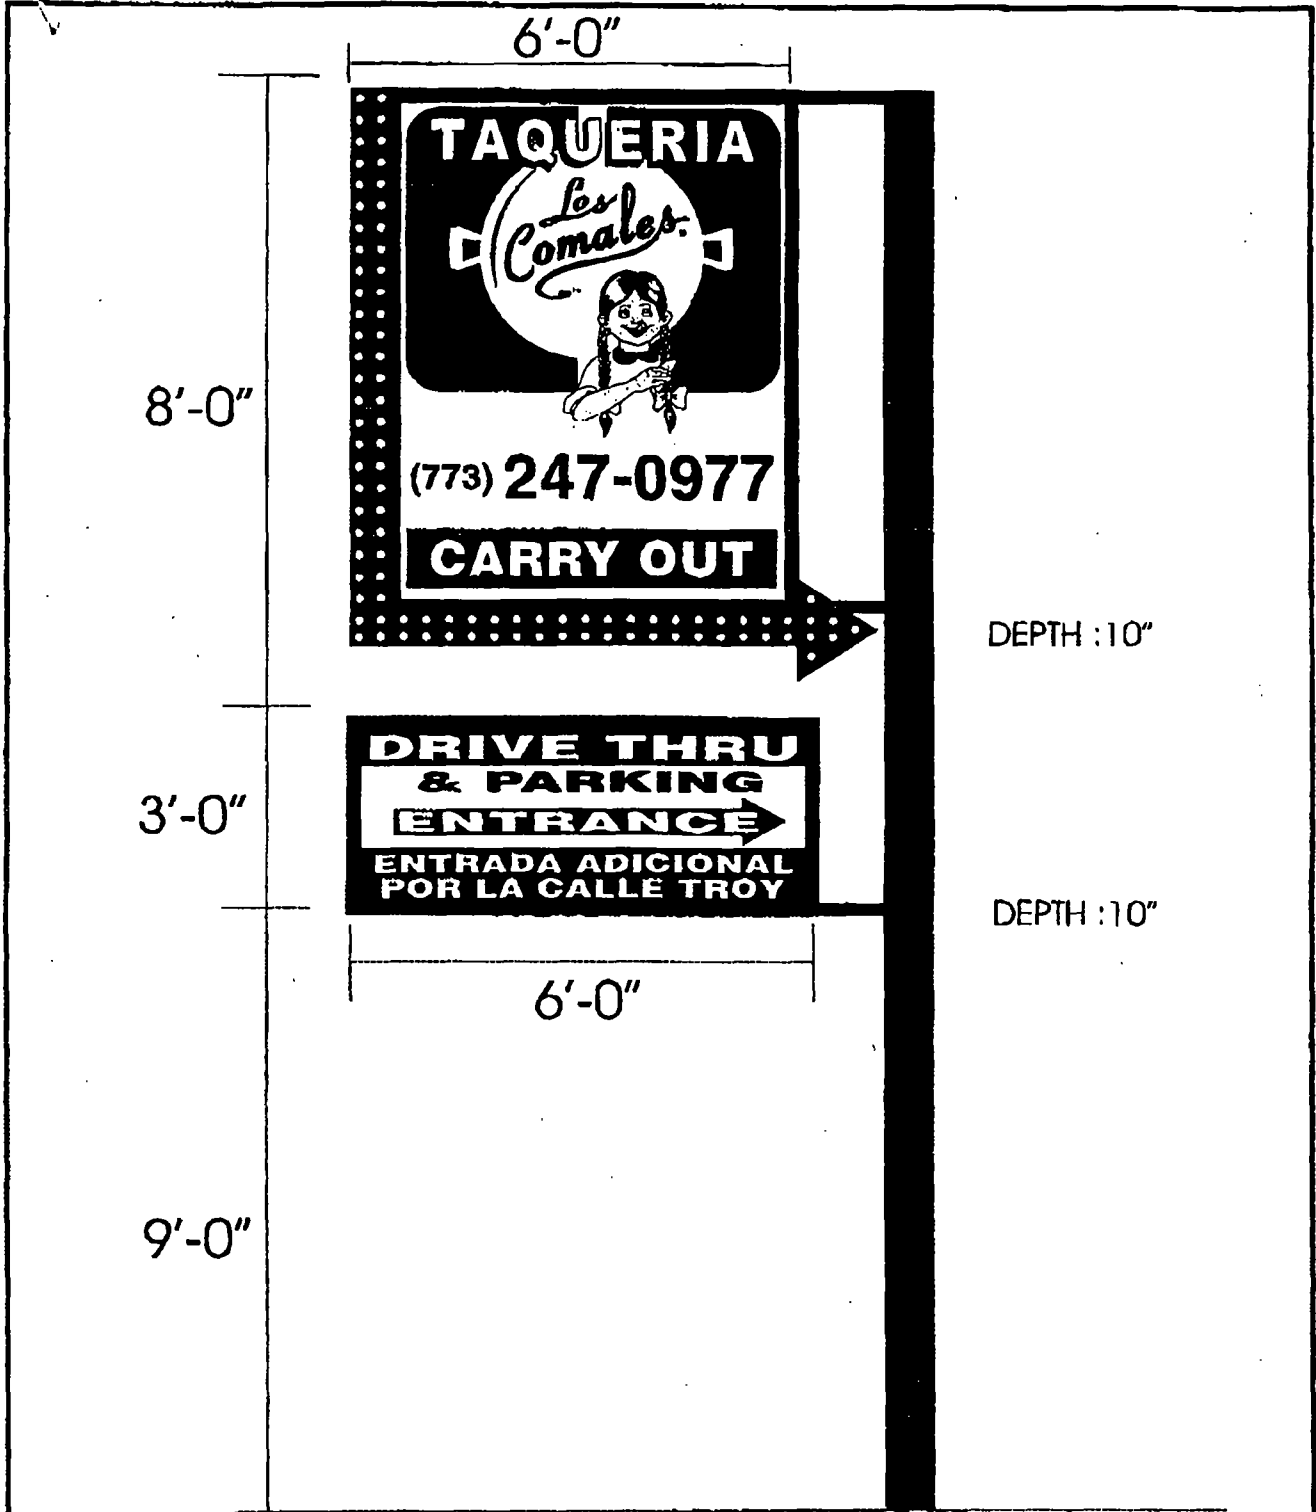 6'-0"
TAQUERIA
Los
Comales
8'-0"
(773) 247-0977
CARRY OUT
DEPTH :10"
DRIVE THRU
& PARKING
3'-0"
ENTRANCE
ENTRADA ADICIONAL
POR LA CALLE TROY
DEPTH :10"
6'-0"
9'-0"